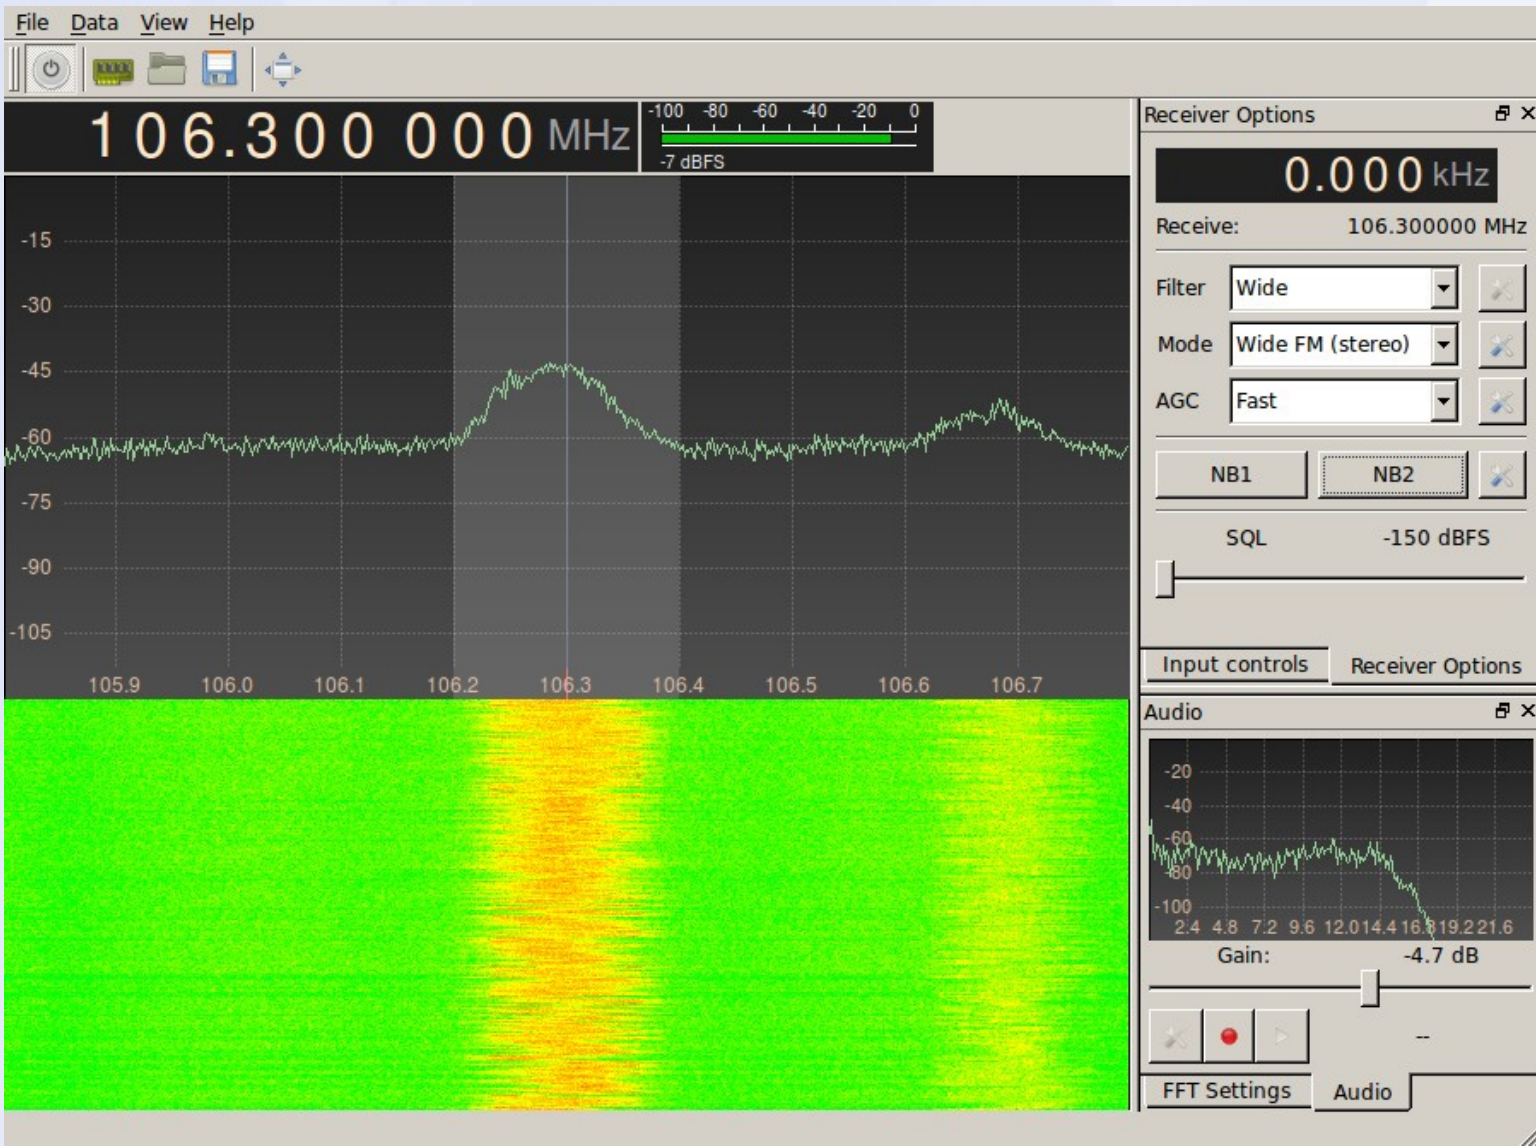 File Data View Help
106.300 000 MHz
-100 -80 -60 -40 -20 0
-7 dBFS
-15
-30
-45
-60
-75
-90
-105
105.9 106.0 106.1 106.2 106.3 106.4 106.5 106.6 106.7
Receiver Options
0.000 kHz
Receive: 106.300000 MHz
Filter Wide
Mode Wide FM (stereo)
AGC Fast
NB1 NB2
SQL -150 dBFS
Input controls Receiver Options
Audio
-20
-40
-60
-80
-100
2.4 4.8 7.2 9.6 12.0 14.4 16.8 19.2 21.6
Gain: -4.7 dB
--
FFT Settings Audio